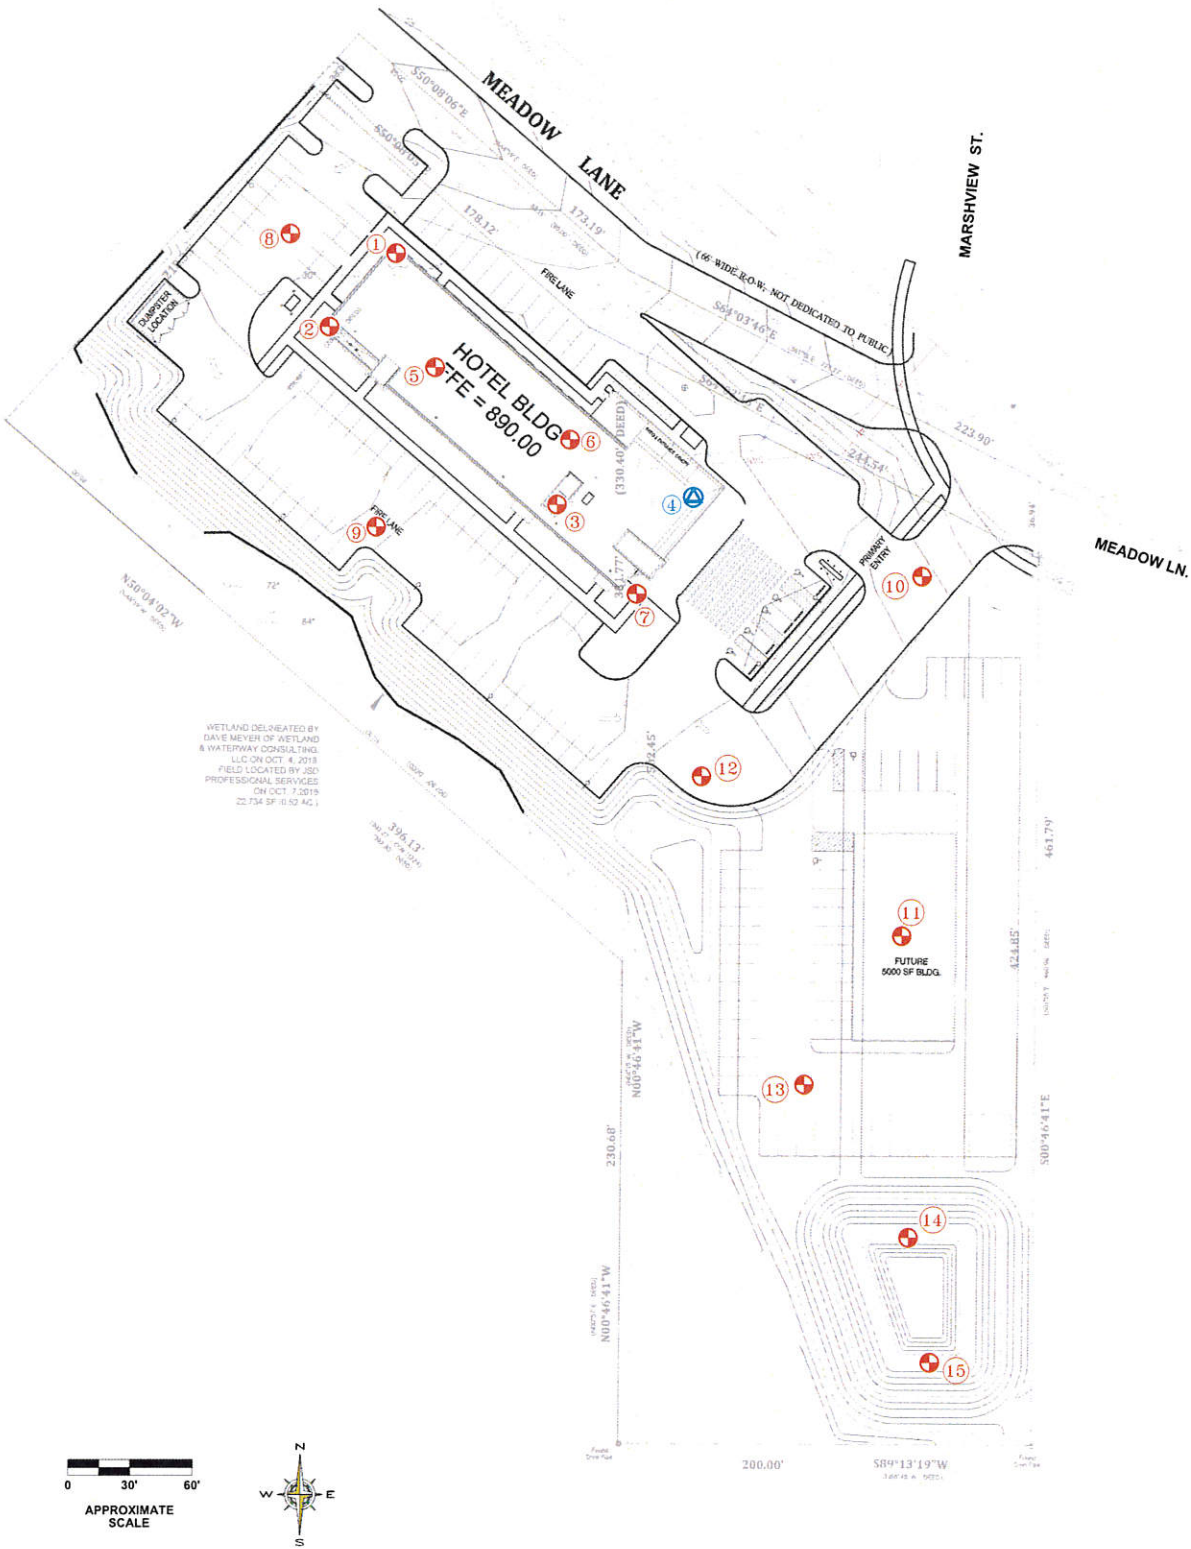 MEADOW LANE
MARSHVIEW ST.
S50°08'06"E
178.12'
173.19'
(66' WIDE R-O-W, NOT DEDICATED TO PUBLIC)
S64°03'46"E
223.90'
244.54'
36.94'
FIRE LANE
8
1
DUMPSTER
LOCATION
2
5
HOTEL BLDG
FFE = 890.00
6
(330.40' DEED)
3
4
7
FIRE LANE
9
PRIMARY
ENTRY
10
MEADOW LN.
N50°04'02"W
72'
84'
WETLAND DELINEATED BY
DAVE MEYER OF WETLAND
& WATERWAY CONSULTING,
LLC ON OCT. 4, 2018
FIELD LOCATED BY JSD
PROFESSIONAL SERVICES
ON OCT. 7, 2019
22,734 SF (0.52 AC.)
396.13'
12
11
FUTURE
5000 SF BLDG.
461.79'
424.85'
13
N00°46'41"W
230.68'
S00°46'41"E
14
N00°46'41"W
15
200.00'
S89°13'19"W
0 30' 60'
APPROXIMATE
SCALE
N
W E
S